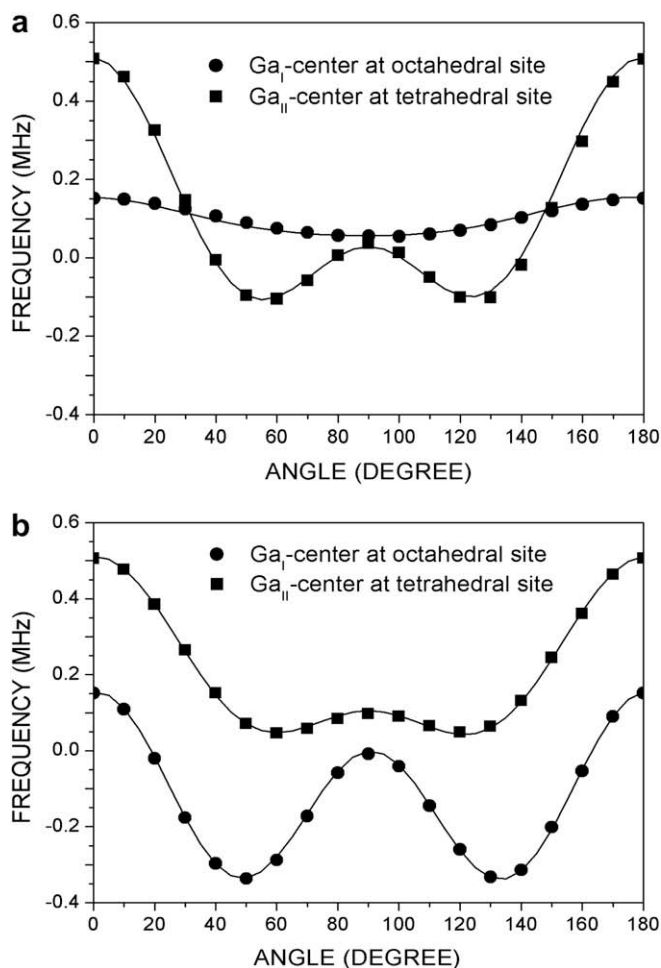 a
Ga_I-center at octahedral site
Ga_II-center at tetrahedral site
FREQUENCY (MHz)
0.6
0.4
0.2
0.0
-0.2
-0.4
0 20 40 60 80 100 120 140 160 180
ANGLE (DEGREE)
b
Ga_I-center at octahedral site
Ga_II-center at tetrahedral site
FREQUENCY (MHz)
0.6
0.4
0.2
0.0
-0.2
-0.4
0 20 40 60 80 100 120 140 160 180
ANGLE (DEGREE)